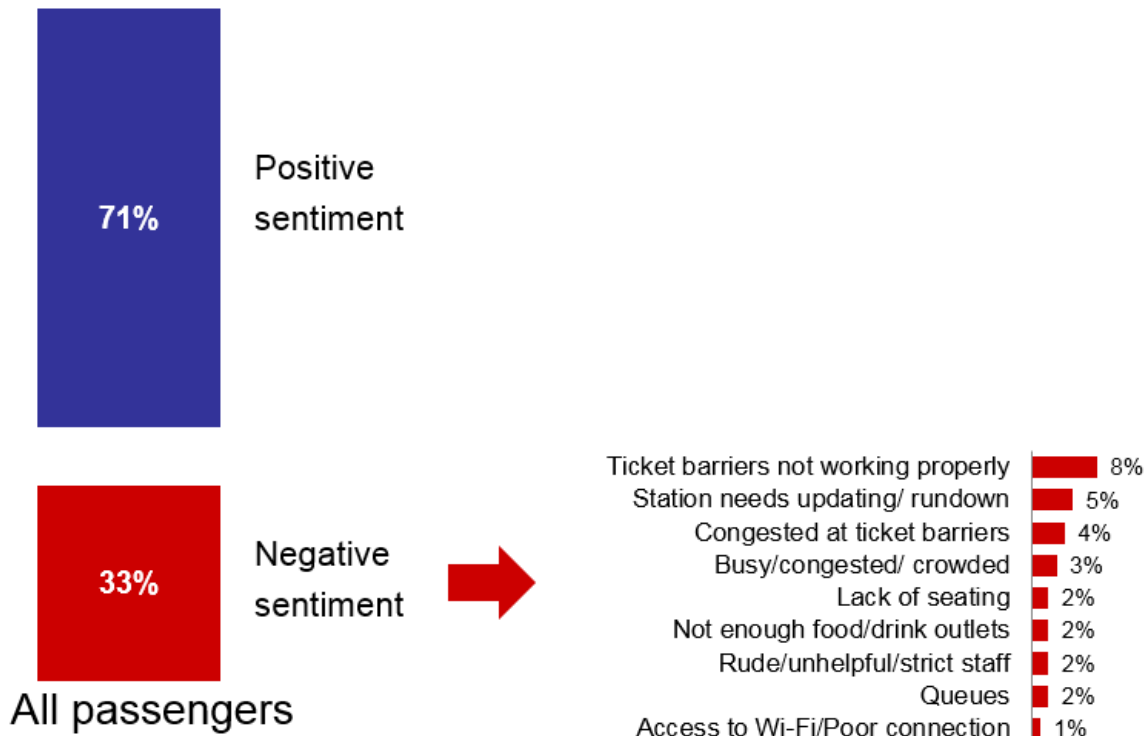 71%
Positive
sentiment
33%
Negative
sentiment
All passengers
Ticket barriers not working properly 8%
Station needs updating/ rundown 5%
Congested at ticket barriers 4%
Busy/congested/ crowded 3%
Lack of seating 2%
Not enough food/drink outlets 2%
Rude/unhelpful/strict staff 2%
Queues 2%
Access to Wi-Fi/Poor connection 1%